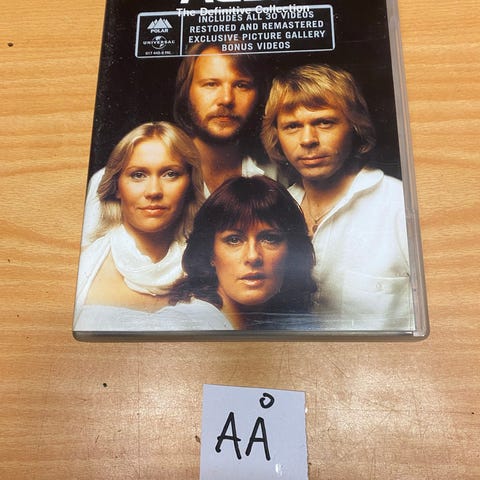 The Definitive Collection
INCLUDES ALL 30 VIDEOS
RESTORED AND REMASTERED
EXCLUSIVE PICTURE GALLERY
BONUS VIDEOS
POLAR
UNIVERSAL
AÅ